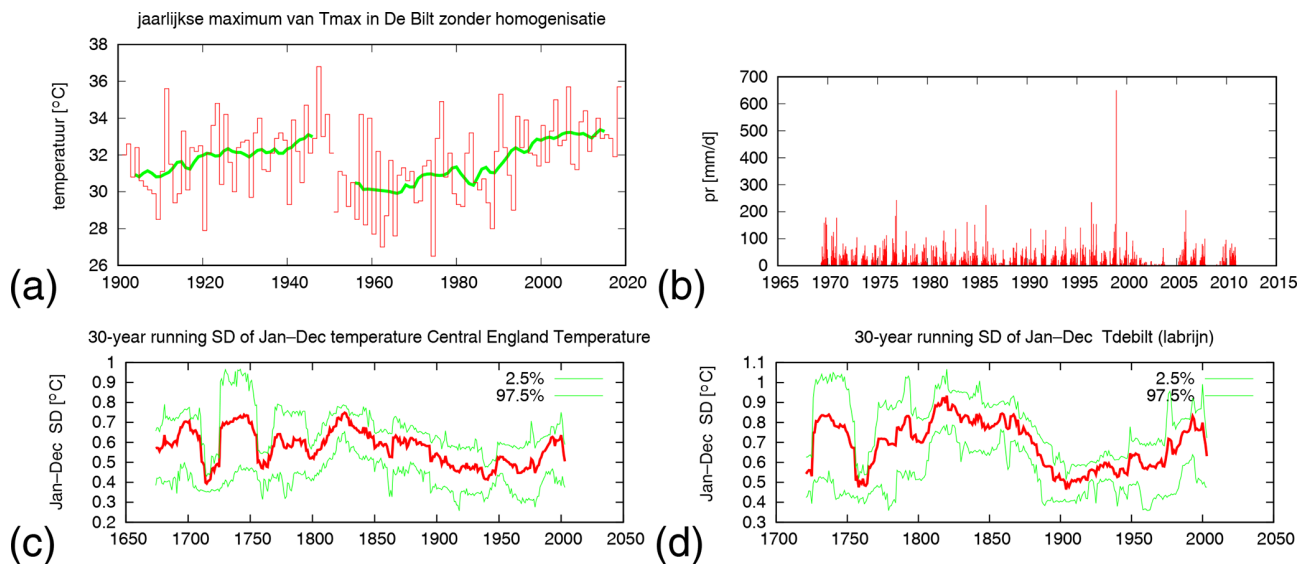 jaarlijkse maximum van Tmax in De Bilt zonder homogenisatie
temperatuur [°C]
38
36
34
32
30
28
26
1900 1920 1940 1960 1980 2000 2020
(a)
pr [mm/d]
700
600
500
400
300
200
100
0
1965 1970 1975 1980 1985 1990 1995 2000 2005 2010 2015
(b)
30-year running SD of Jan–Dec temperature Central England Temperature
Jan–Dec SD [°C]
1
0.9
0.8
0.7
0.6
0.5
0.4
0.3
0.2
2.5%
97.5%
1650 1700 1750 1800 1850 1900 1950 2000 2050
(c)
30-year running SD of Jan–Dec Tdebilt (labrijn)
Jan–Dec SD [°C]
1.1
1
0.9
0.8
0.7
0.6
0.5
0.4
0.3
2.5%
97.5%
1700 1750 1800 1850 1900 1950 2000 2050
(d)